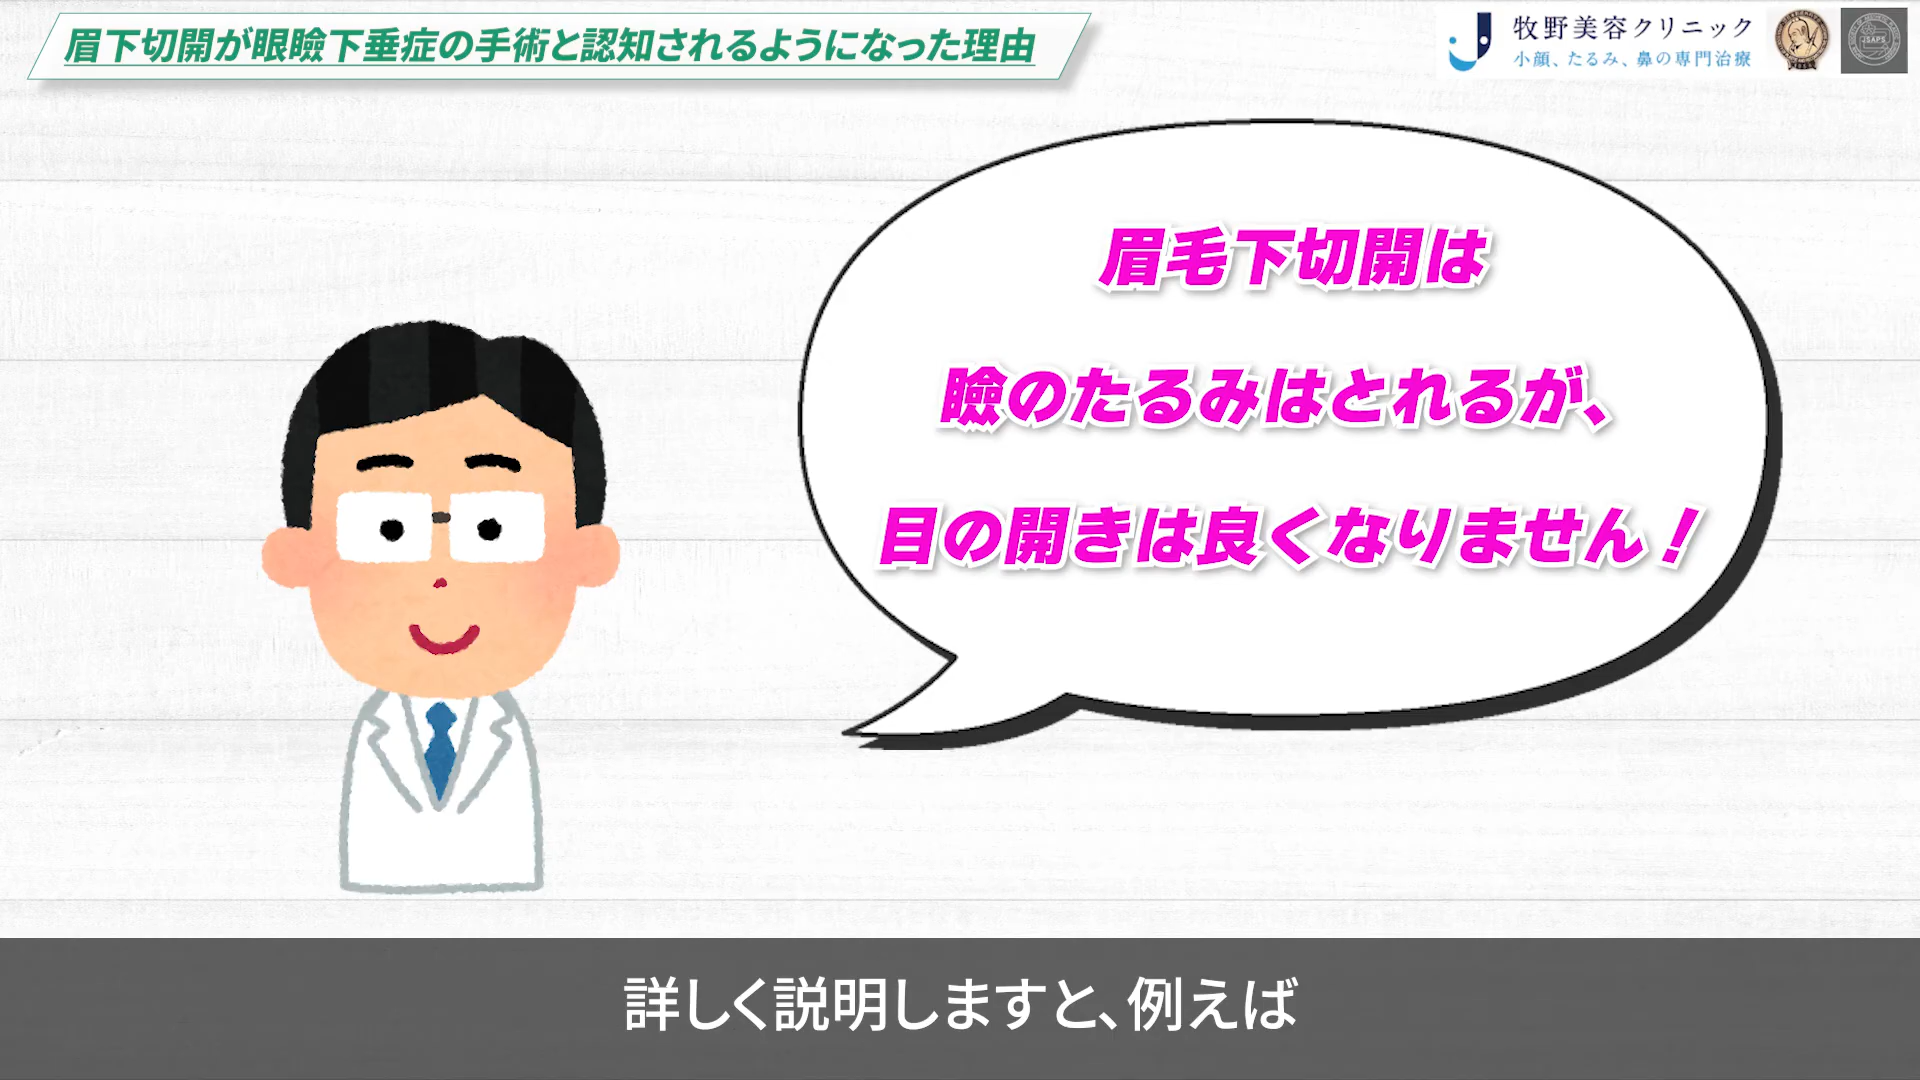 眉下切開が眼瞼下垂症の手術と認知されるようになった理由
牧野美容クリニック
小顔、たるみ、鼻の専門治療
眉毛下切開は
瞼のたるみはとれるが、
目の開きは良くなりません！
詳しく説明しますと、例えば